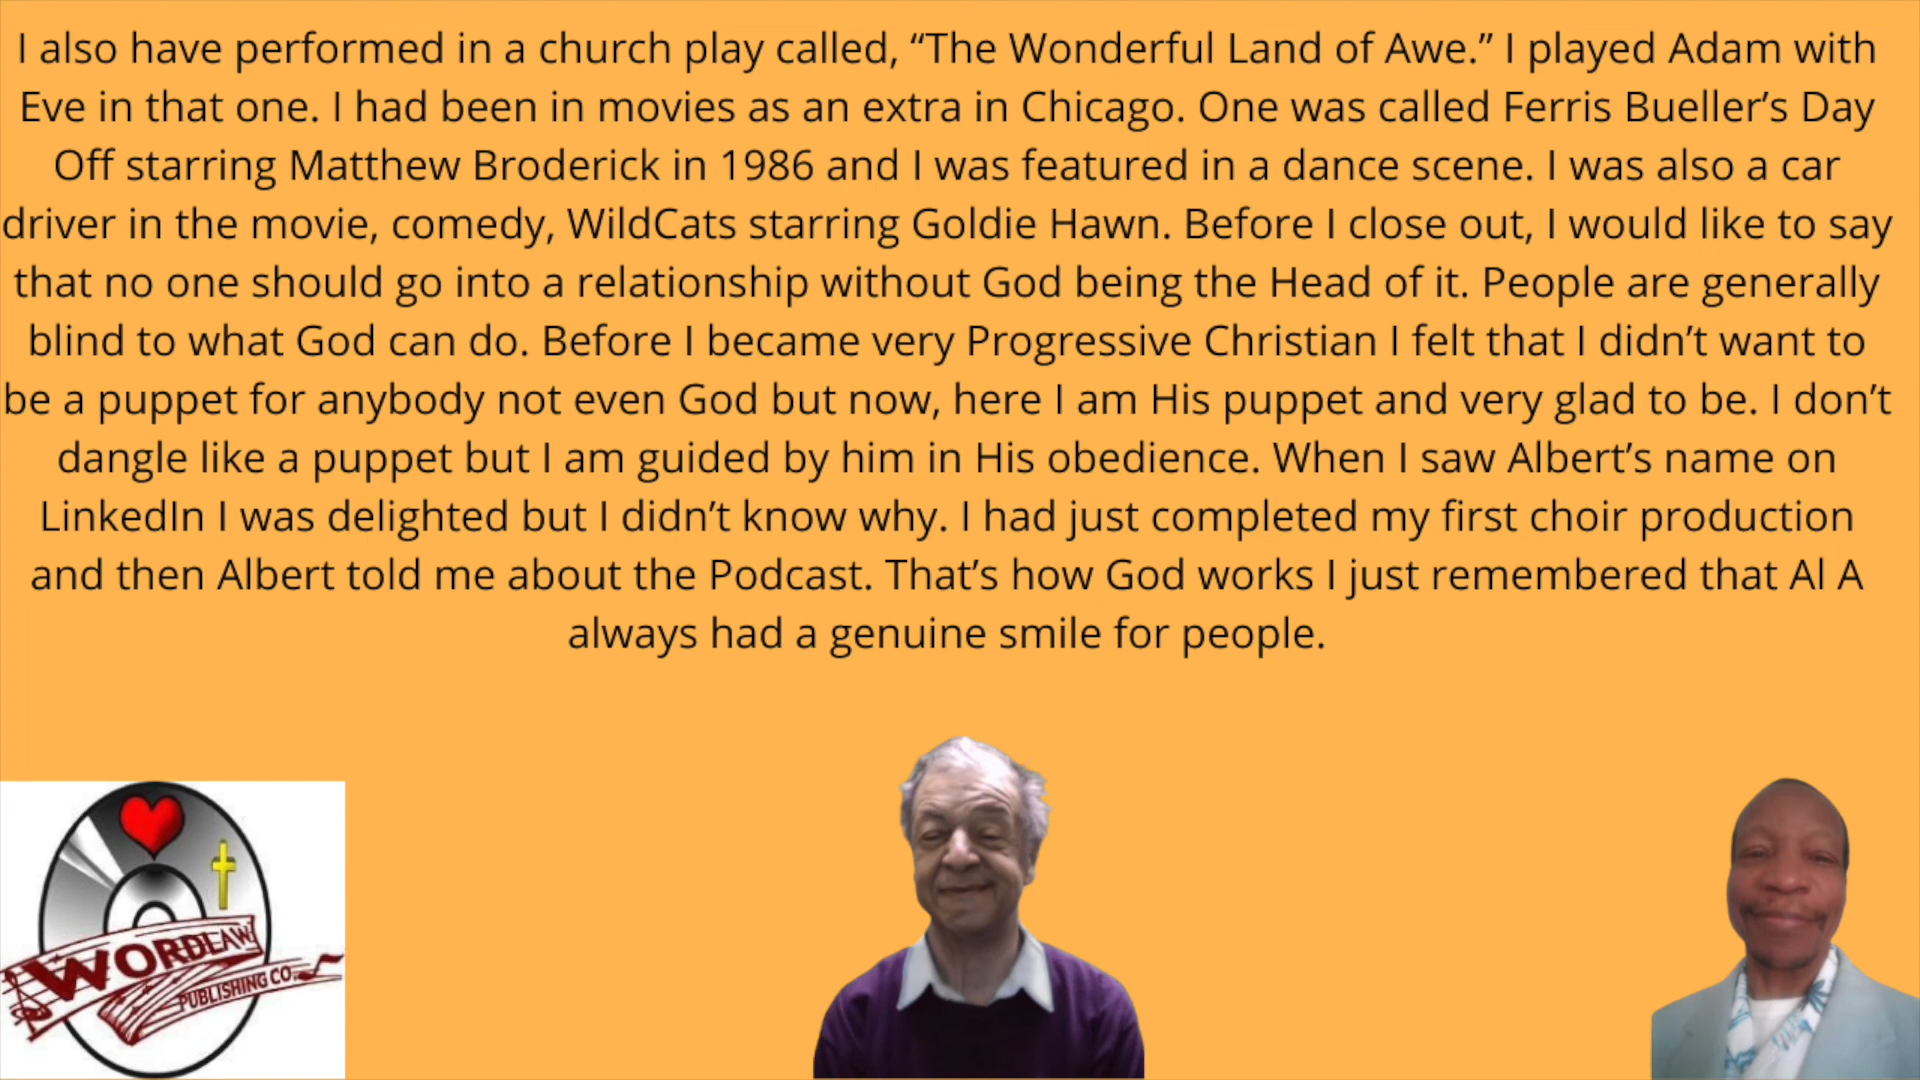 I also have performed in a church play called, “The Wonderful Land of Awe.” I played Adam with
Eve in that one. I had been in movies as an extra in Chicago. One was called Ferris Bueller’s Day
Off starring Matthew Broderick in 1986 and I was featured in a dance scene. I was also a car
driver in the movie, comedy, WildCats starring Goldie Hawn. Before I close out, I would like to say
that no one should go into a relationship without God being the Head of it. People are generally
blind to what God can do. Before I became very Progressive Christian I felt that I didn’t want to
be a puppet for anybody not even God but now, here I am His puppet and very glad to be. I don’t
dangle like a puppet but I am guided by him in His obedience. When I saw Albert’s name on
LinkedIn I was delighted but I didn’t know why. I had just completed my first choir production
and then Albert told me about the Podcast. That’s how God works I just remembered that Al A
always had a genuine smile for people.
WORDLAW
PUBLISHING CO.